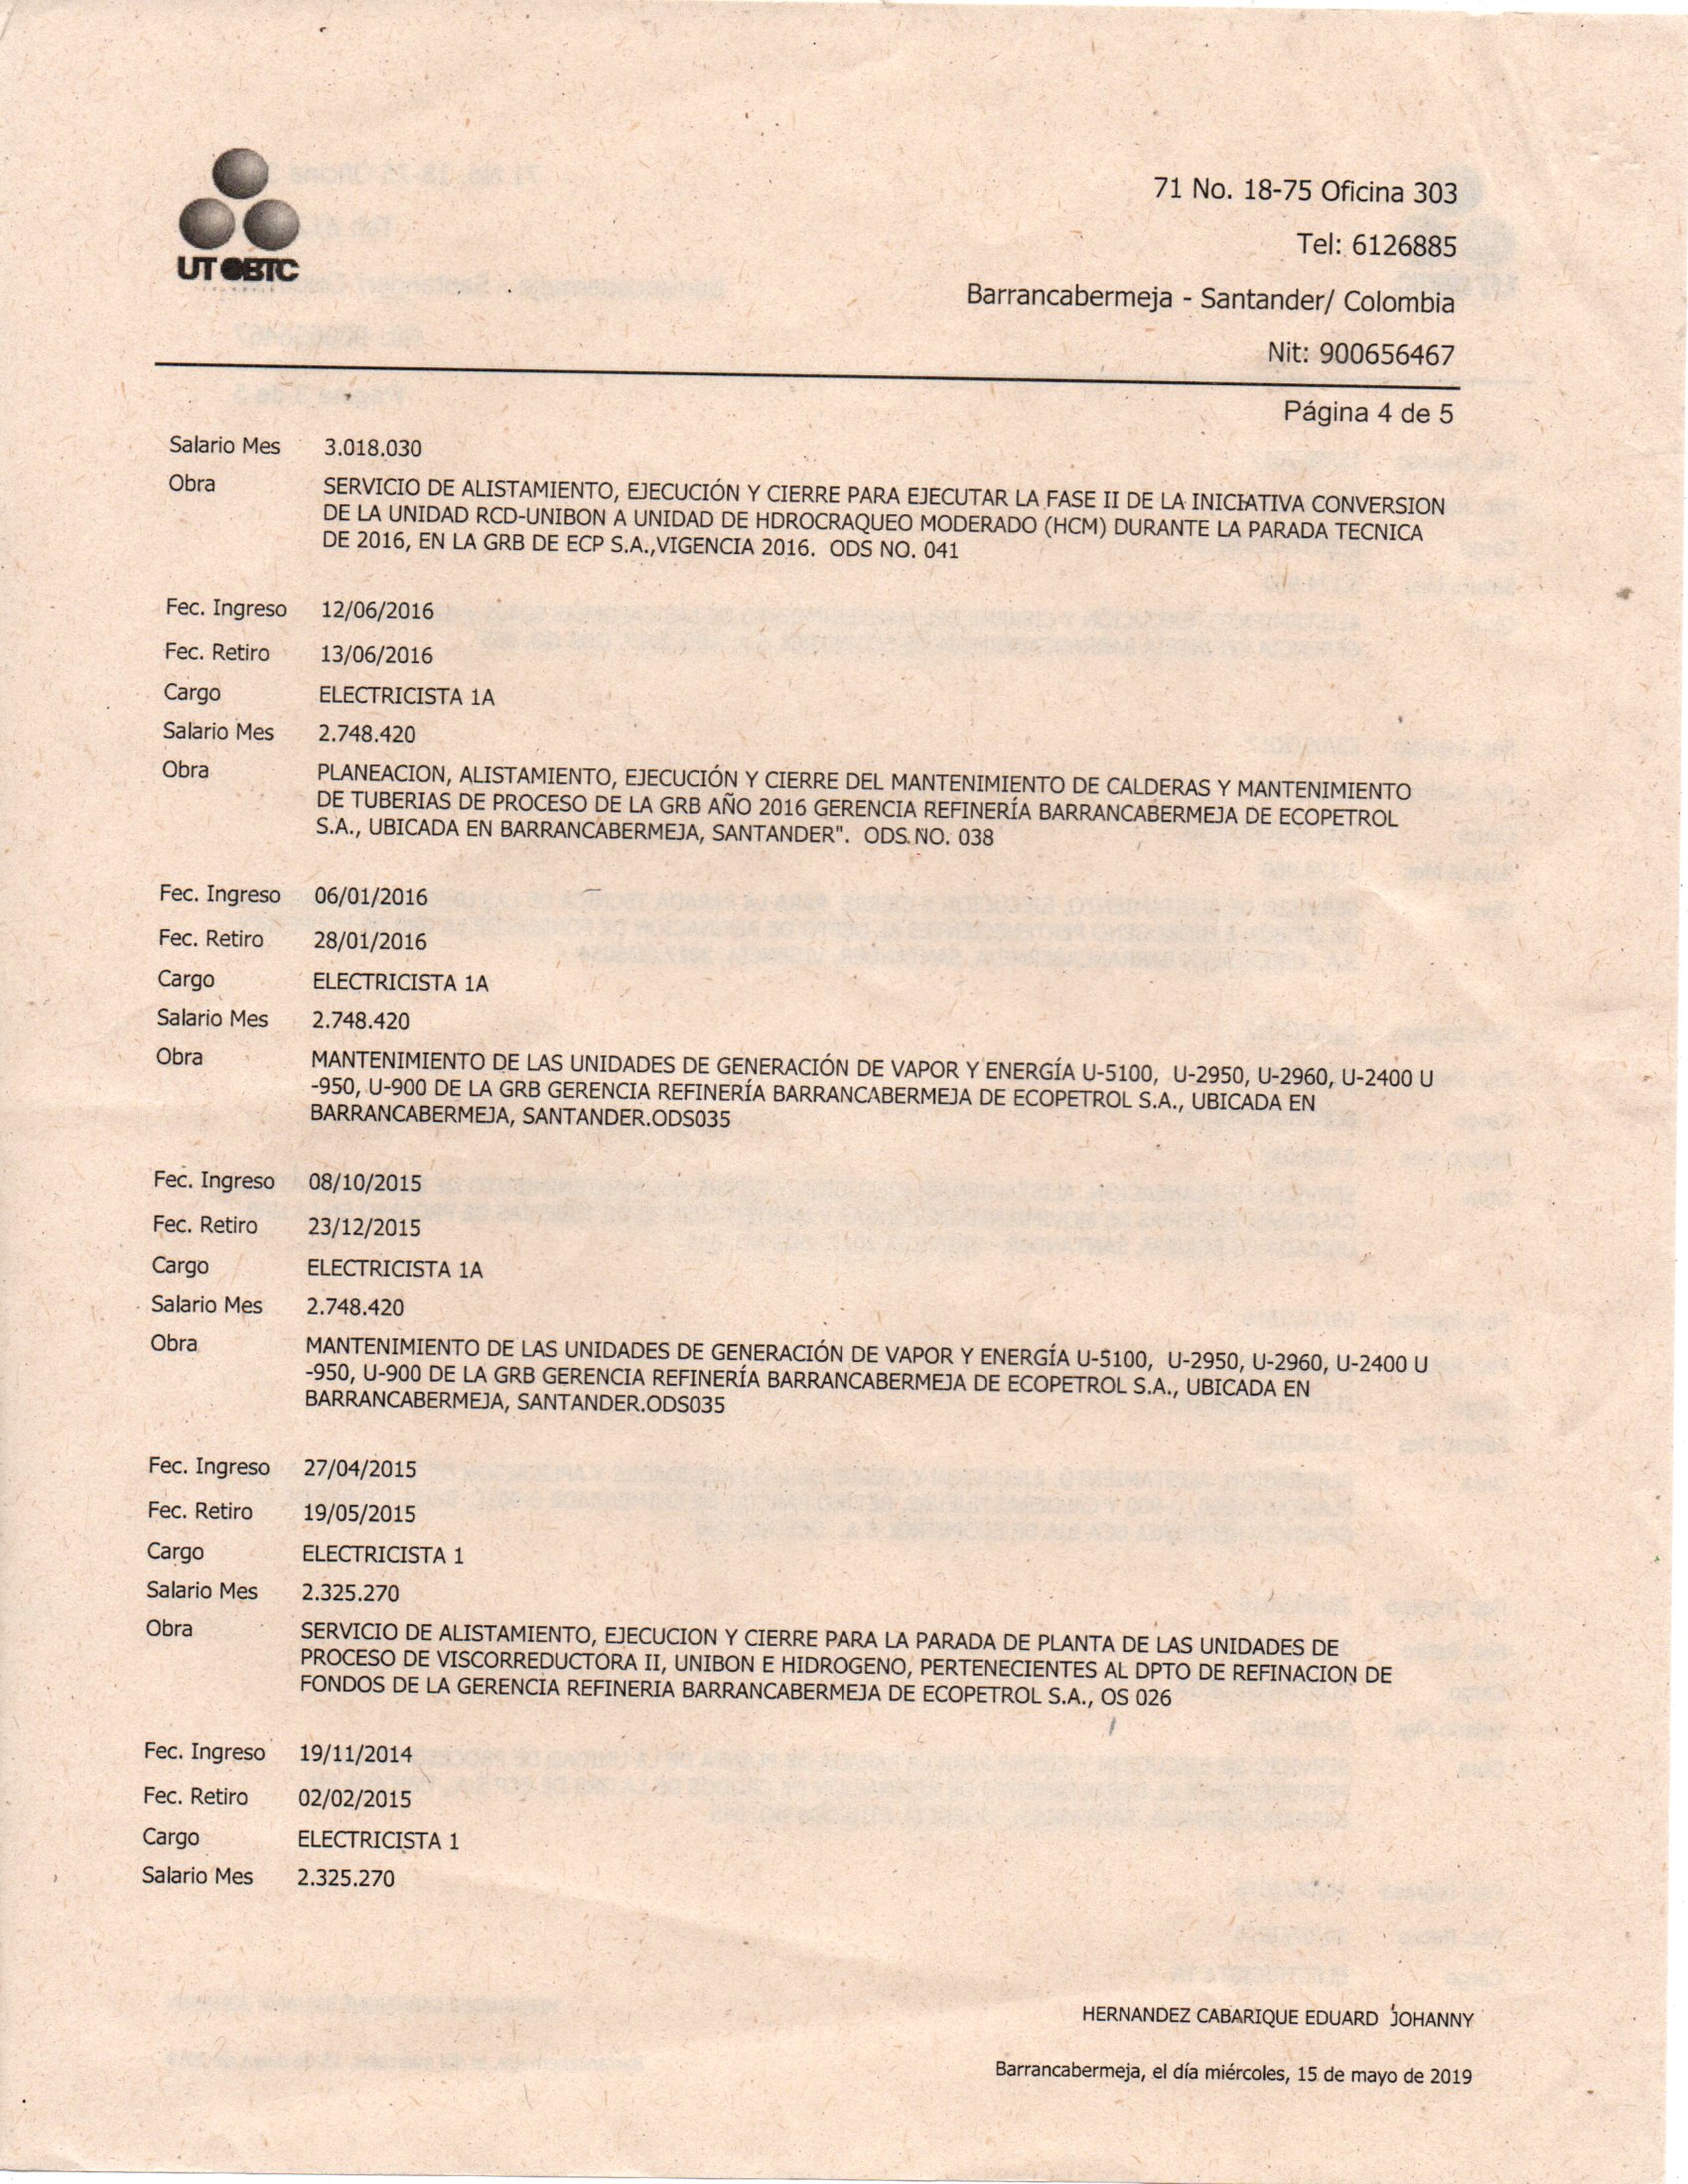 UT OBTC
71 No. 18-75 Oficina 303
Tel: 6126885
Barrancabermeja - Santander/ Colombia
Nit: 900656467
Página 4 de 5
Salario Mes 3.018.030
Obra SERVICIO DE ALISTAMIENTO, EJECUCIÓN Y CIERRE PARA EJECUTAR LA FASE II DE LA INICIATIVA CONVERSION
DE LA UNIDAD RCD-UNIBON A UNIDAD DE HDROCRAQUEO MODERADO (HCM) DURANTE LA PARADA TECNICA
DE 2016, EN LA GRB DE ECP S.A.,VIGENCIA 2016. ODS NO. 041
Fec. Ingreso 12/06/2016
Fec. Retiro 13/06/2016
Cargo ELECTRICISTA 1A
Salario Mes 2.748.420
Obra PLANEACION, ALISTAMIENTO, EJECUCIÓN Y CIERRE DEL MANTENIMIENTO DE CALDERAS Y MANTENIMIENTO
DE TUBERIAS DE PROCESO DE LA GRB AÑO 2016 GERENCIA REFINERÍA BARRANCABERMEJA DE ECOPETROL
S.A., UBICADA EN BARRANCABERMEJA, SANTANDER". ODS.NO. 038
Fec. Ingreso 06/01/2016
Fec. Retiro 28/01/2016
Cargo ELECTRICISTA 1A
Salario Mes 2.748.420
Obra MANTENIMIENTO DE LAS UNIDADES DE GENERACIÓN DE VAPOR Y ENERGÍA U-5100, U-2950, U-2960, U-2400 U
-950, U-900 DE LA GRB GERENCIA REFINERÍA BARRANCABERMEJA DE ECOPETROL S.A., UBICADA EN
BARRANCABERMEJA, SANTANDER.ODS035
Fec. Ingreso 08/10/2015
Fec. Retiro 23/12/2015
Cargo ELECTRICISTA 1A
Salario Mes 2.748.420
Obra MANTENIMIENTO DE LAS UNIDADES DE GENERACIÓN DE VAPOR Y ENERGÍA U-5100, U-2950, U-2960, U-2400 U
-950, U-900 DE LA GRB GERENCIA REFINERÍA BARRANCABERMEJA DE ECOPETROL S.A., UBICADA EN
BARRANCABERMEJA, SANTANDER.ODS035
Fec. Ingreso 27/04/2015
Fec. Retiro 19/05/2015
Cargo ELECTRICISTA 1
Salario Mes 2.325.270
Obra SERVICIO DE ALISTAMIENTO, EJECUCION Y CIERRE PARA LA PARADA DE PLANTA DE LAS UNIDADES DE
PROCESO DE VISCORREDUCTORA II, UNIBON E HIDROGENO, PERTENECIENTES AL DPTO DE REFINACION DE
FONDOS DE LA GERENCIA REFINERIA BARRANCABERMEJA DE ECOPETROL S.A., OS 026
Fec. Ingreso 19/11/2014
Fec. Retiro 02/02/2015
Cargo ELECTRICISTA 1
Salario Mes 2.325.270
HERNANDEZ CABARIQUE EDUARD JOHANNY
Barrancabermeja, el día miércoles, 15 de mayo de 2019